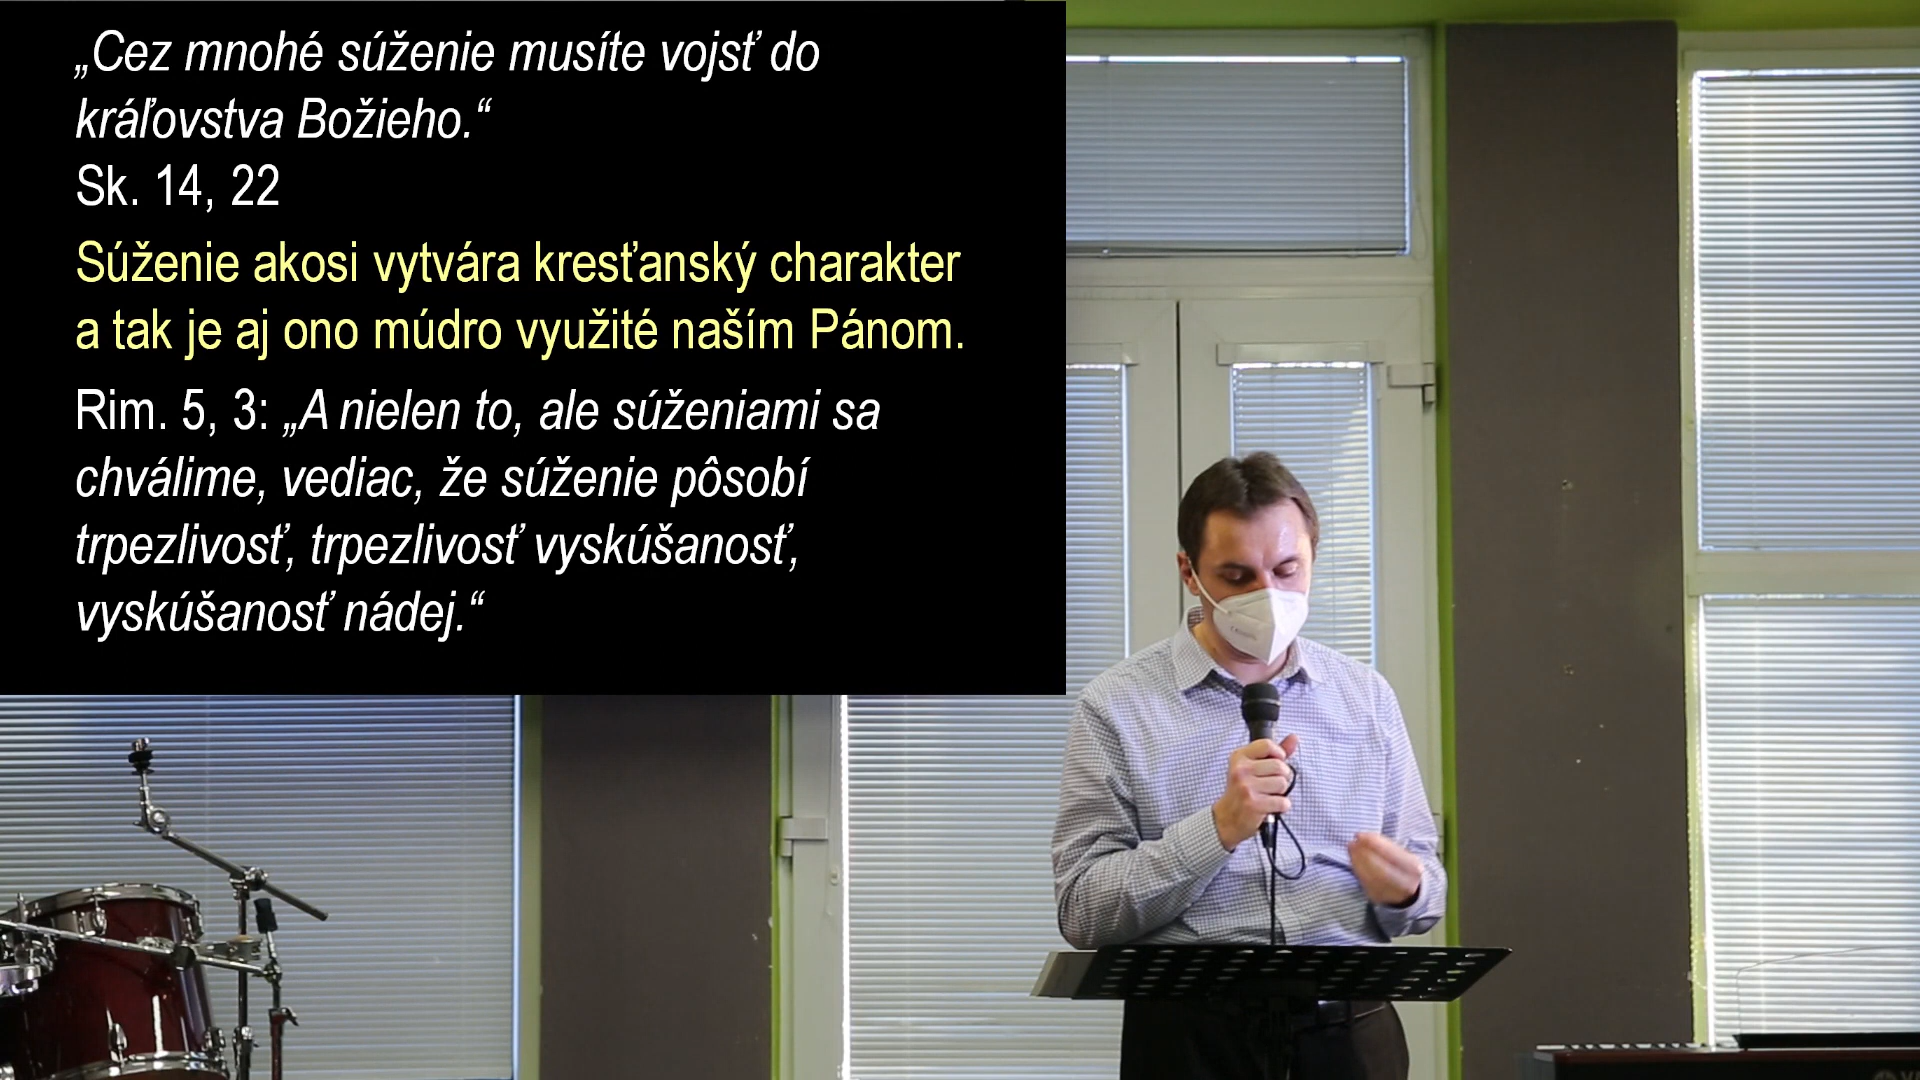 „Cez mnohé súženie musíte vojsť do
kráľovstva Božieho.“
Sk. 14, 22
Súženie akosi vytvára kresťanský charakter
a tak je aj ono múdro využité naším Pánom.
Rim. 5, 3: „A nielen to, ale súženiami sa
chválime, vediac, že súženie pôsobí
trpezlivosť, trpezlivosť vyskúšanosť,
vyskúšanosť nádej.“